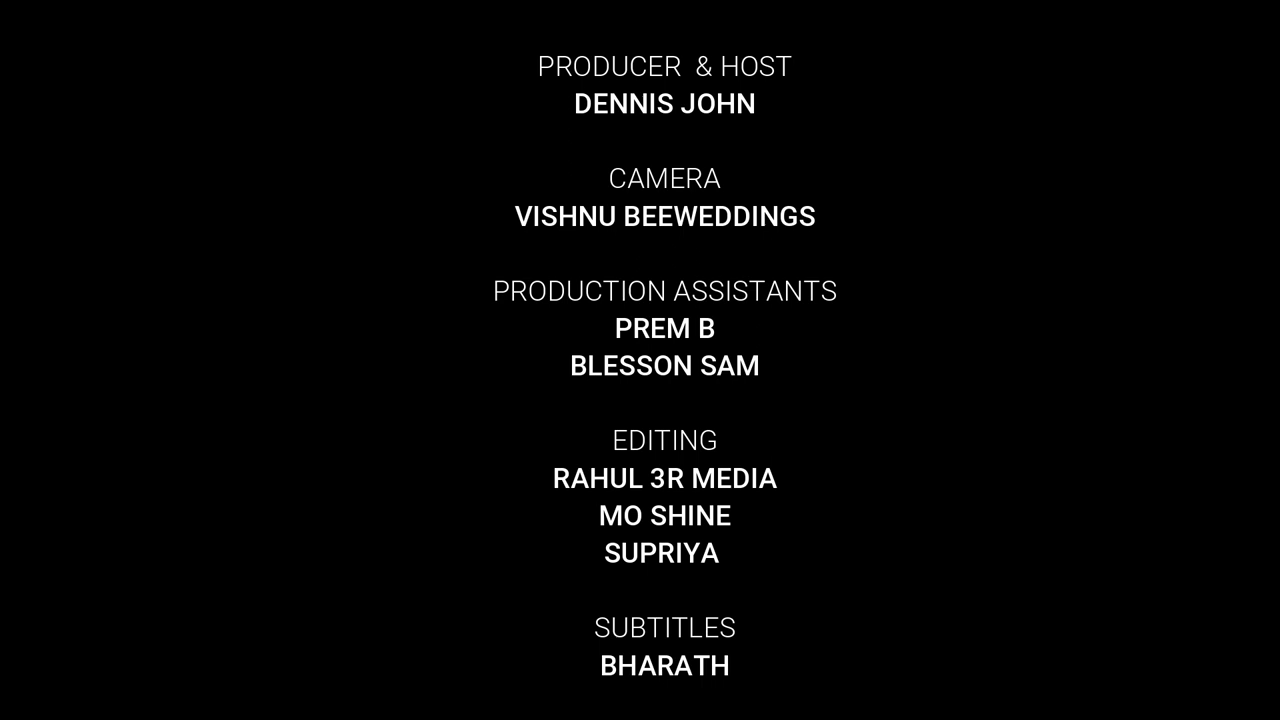 PRODUCER & HOST
DENNIS JOHN
CAMERA
VISHNU BEEWEDDINGS
PRODUCTION ASSISTANTS
PREM B
BLESSON SAM
EDITING
RAHUL 3R MEDIA
MO SHINE
SUPRIYA
SUBTITLES
BHARATH